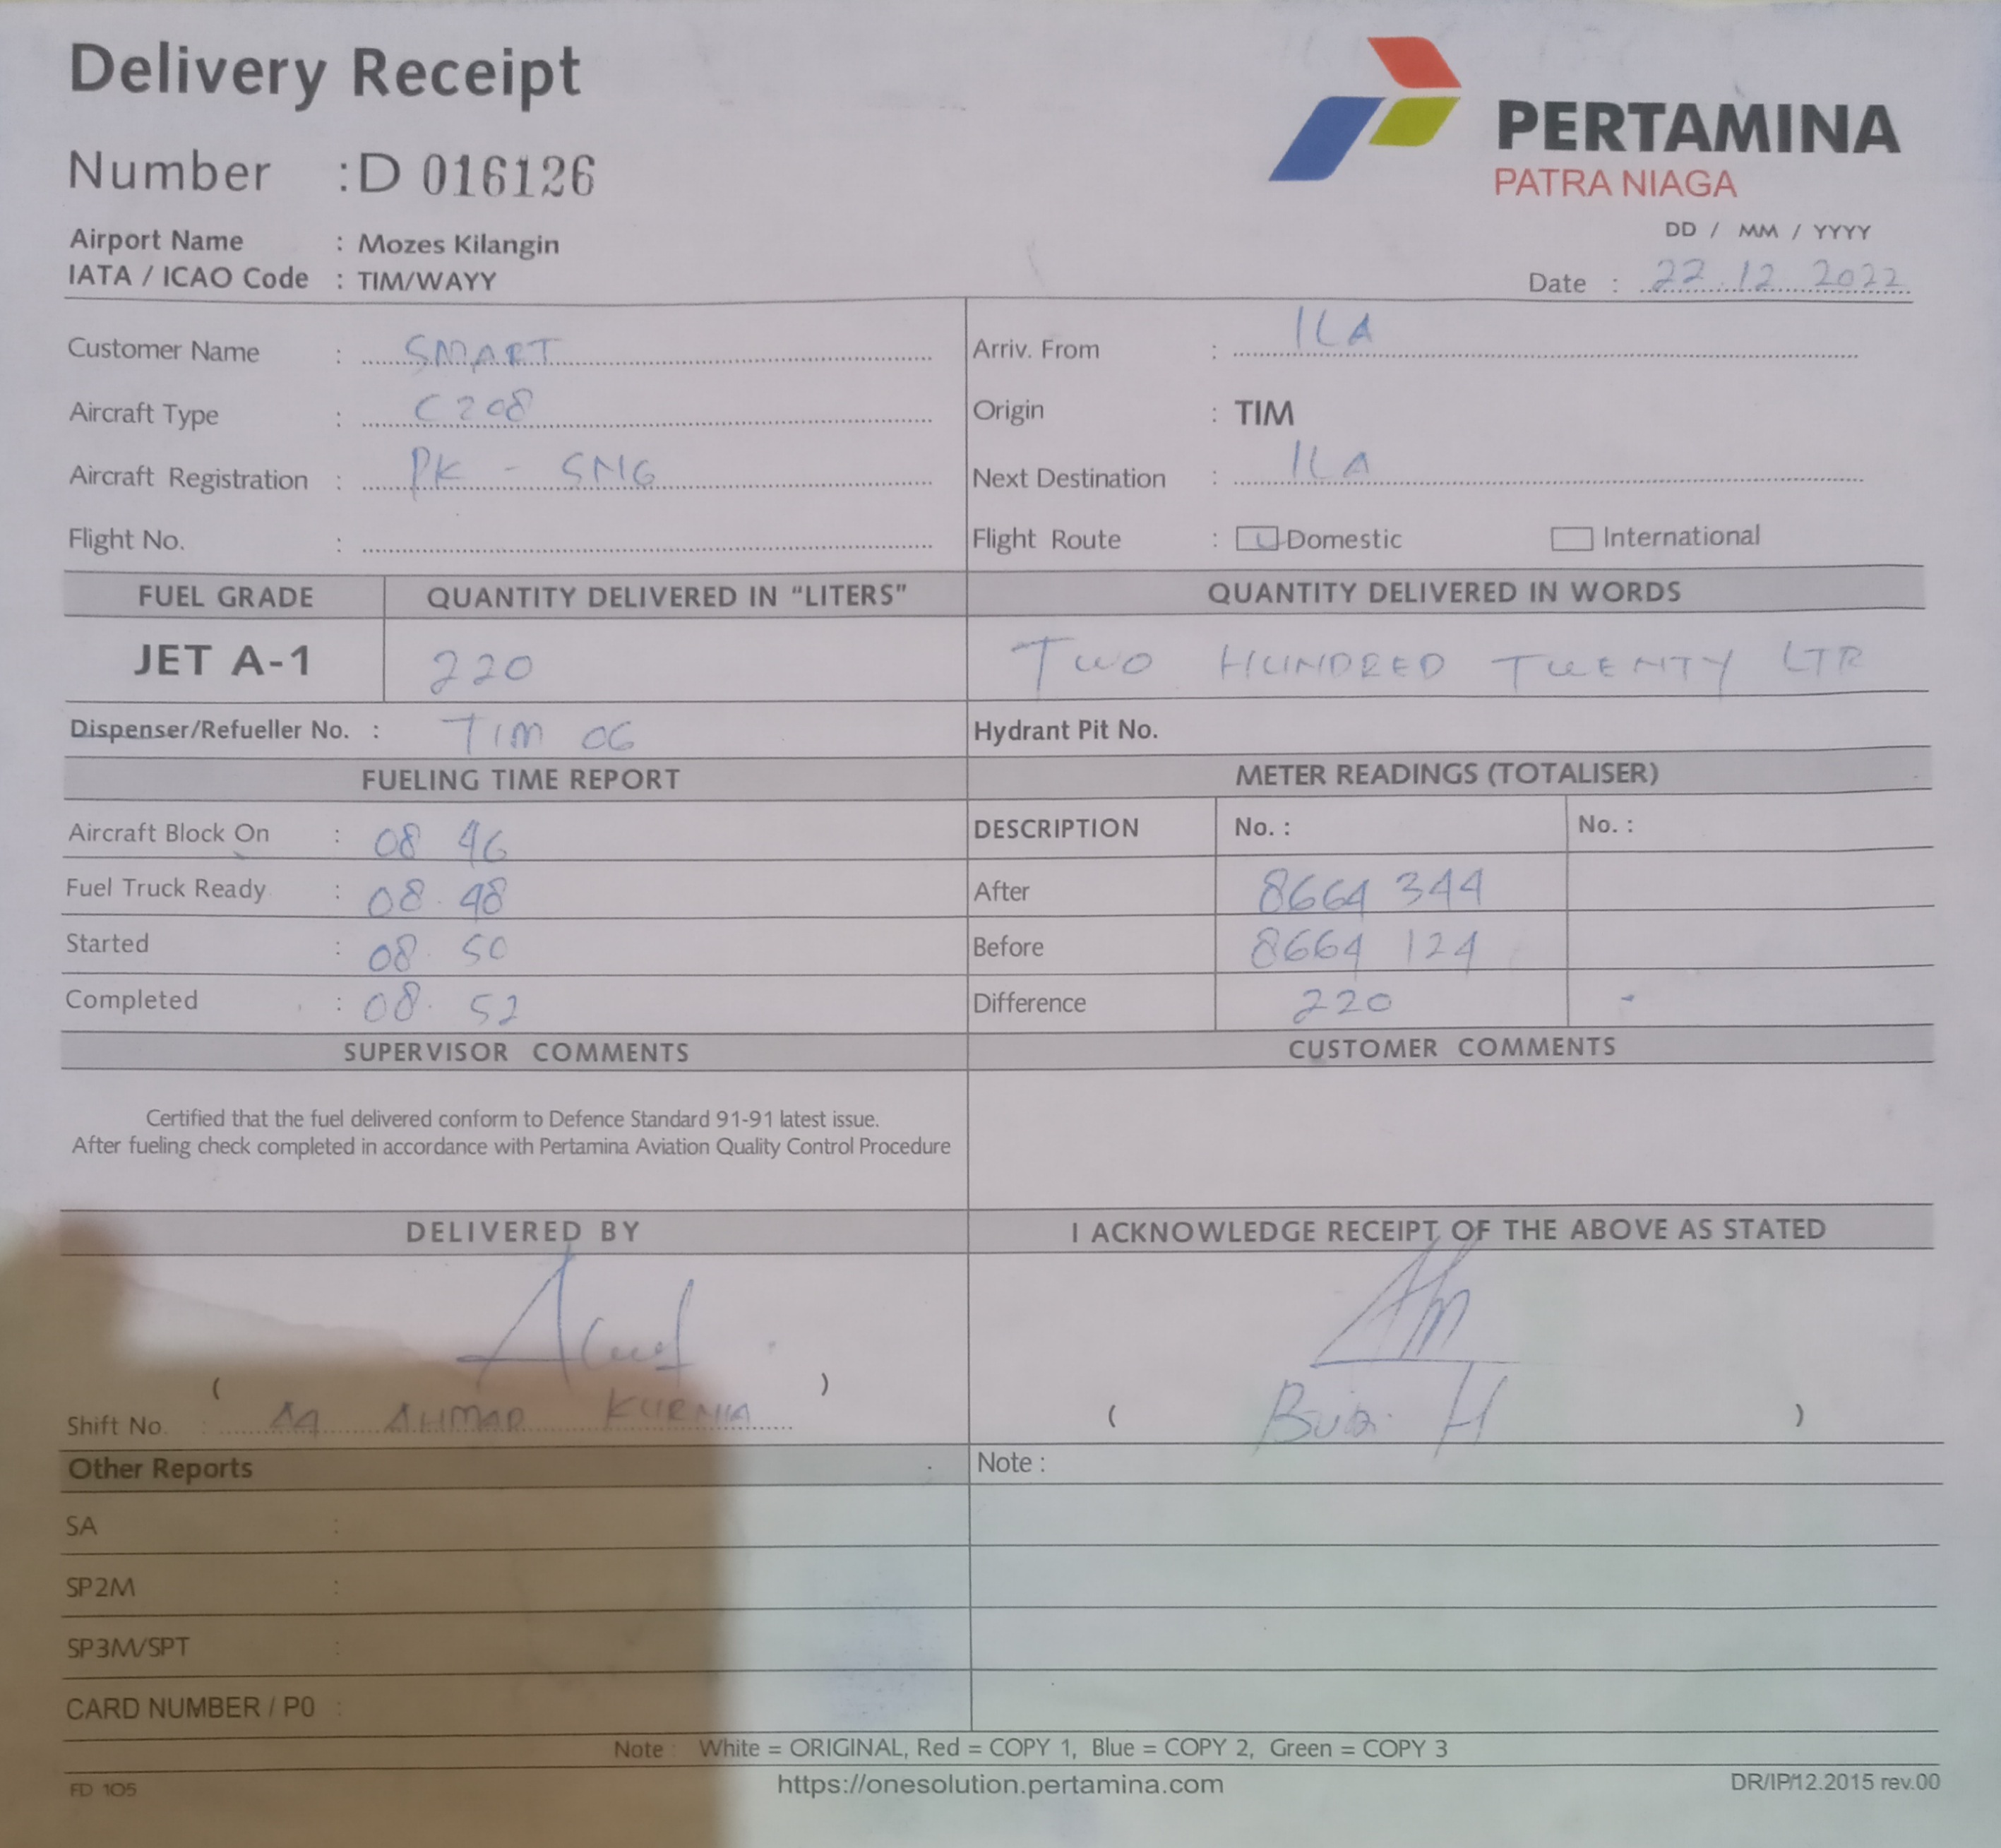 Delivery Receipt
PERTAMINA
PATRA NIAGA
Number : D 016126
Airport Name : Mozes Kilangin
IATA / ICAO Code : TIM/WAYY
DD / MM / YYYY
Date : 22 . 12 . 2022
Customer Name : SMART
Arriv. From : ILA
Aircraft Type : C208
Origin : TIM
Aircraft Registration : PK - SNG
Next Destination : ILA
Flight No. :
Flight Route : Domestic International
FUEL GRADE QUANTITY DELIVERED IN "LITERS" QUANTITY DELIVERED IN WORDS
JET A-1 220 TWO HUNDRED TWENTY LTR
Dispenser/Refueller No. : TIM 06 Hydrant Pit No.
FUELING TIME REPORT METER READINGS (TOTALISER)
Aircraft Block On : 08 46 DESCRIPTION No. : No. :
Fuel Truck Ready : 08.48 After 8664 344
Started : 08.50 Before 8664 124
Completed : 08.52 Difference 220 -
SUPERVISOR COMMENTS CUSTOMER COMMENTS
Certified that the fuel delivered conform to Defence Standard 91-91 latest issue.
After fueling check completed in accordance with Pertamina Aviation Quality Control Procedure
DELIVERED BY I ACKNOWLEDGE RECEIPT OF THE ABOVE AS STATED
( )
Shift No. : AHMAD KURNIA
( H )
Other Reports Note :
SA :
SP2M :
SP3M/SPT :
CARD NUMBER / P0 :
Note : White = ORIGINAL, Red = COPY 1, Blue = COPY 2, Green = COPY 3
FD 105 https://onesolution.pertamina.com DR/IP/12.2015 rev.00